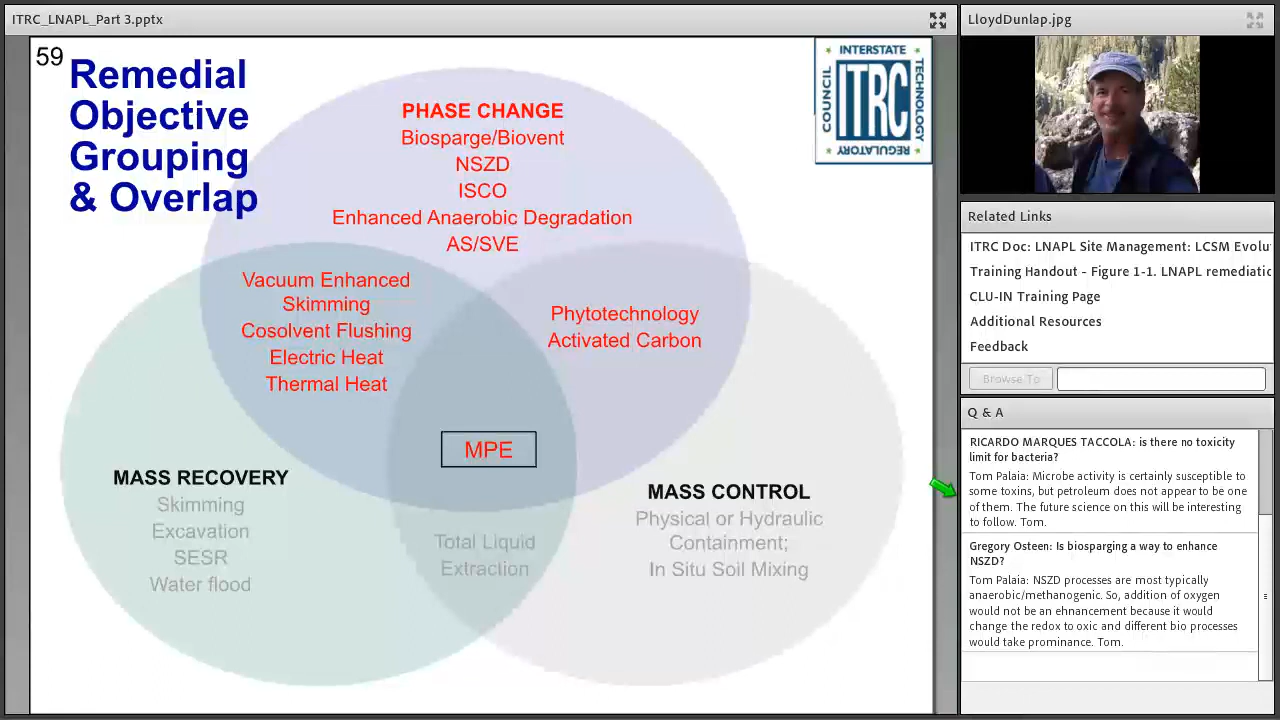 ITRC_LNAPL_Part 3.pptx
59
Remedial
Objective
Grouping
& Overlap
INTERSTATE
COUNCIL
ITRC
TECHNOLOGY
REGULATORY
PHASE CHANGE
Biosparge/Biovent
NSZD
ISCO
Enhanced Anaerobic Degradation
AS/SVE
Vacuum Enhanced
Skimming
Cosolvent Flushing
Electric Heat
Thermal Heat
Phytotechnology
Activated Carbon
MPE
MASS RECOVERY
Skimming
Excavation
SESR
Water flood
Total Liquid
Extraction
MASS CONTROL
Physical or Hydraulic
Containment;
In Situ Soil Mixing
LloydDunlap.jpg
Related Links
ITRC Doc: LNAPL Site Management: LCSM Evolu
Training Handout - Figure 1-1. LNAPL remediatio
CLU-IN Training Page
Additional Resources
Feedback
Browse To
Q & A
RICARDO MARQUES TACCOLA: is there no toxicity
limit for bacteria?
Tom Palaia: Microbe activity is certainly susceptible to
some toxins, but petroleum does not appear to be one
of them. The future science on this will be interesting
to follow. Tom.
Gregory Osteen: Is biosparging a way to enhance
NSZD?
Tom Palaia: NSZD processes are most typically
anaerobic/methanogenic. So, addition of oxygen
would not be an ehnancement because it would
change the redox to oxic and different bio processes
would take prominance. Tom.